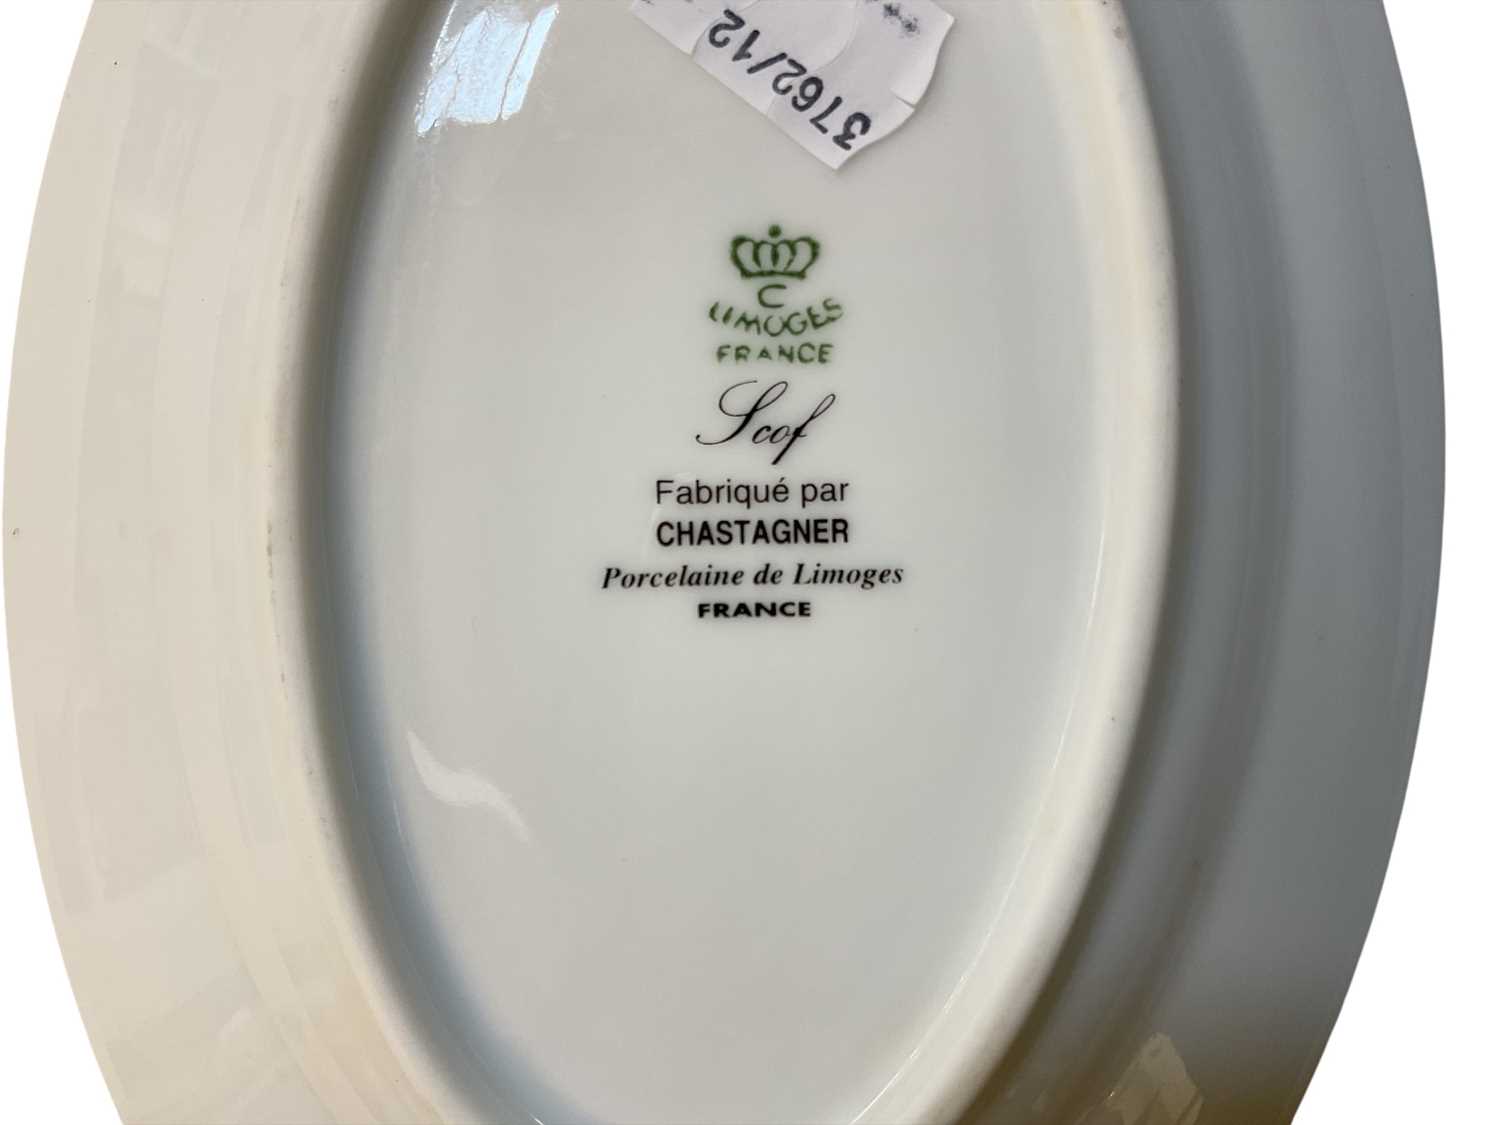 3762/12
C
LIMOGES
FRANCE
Scof
Fabriqué par
CHASTAGNER
Porcelaine de Limoges
FRANCE